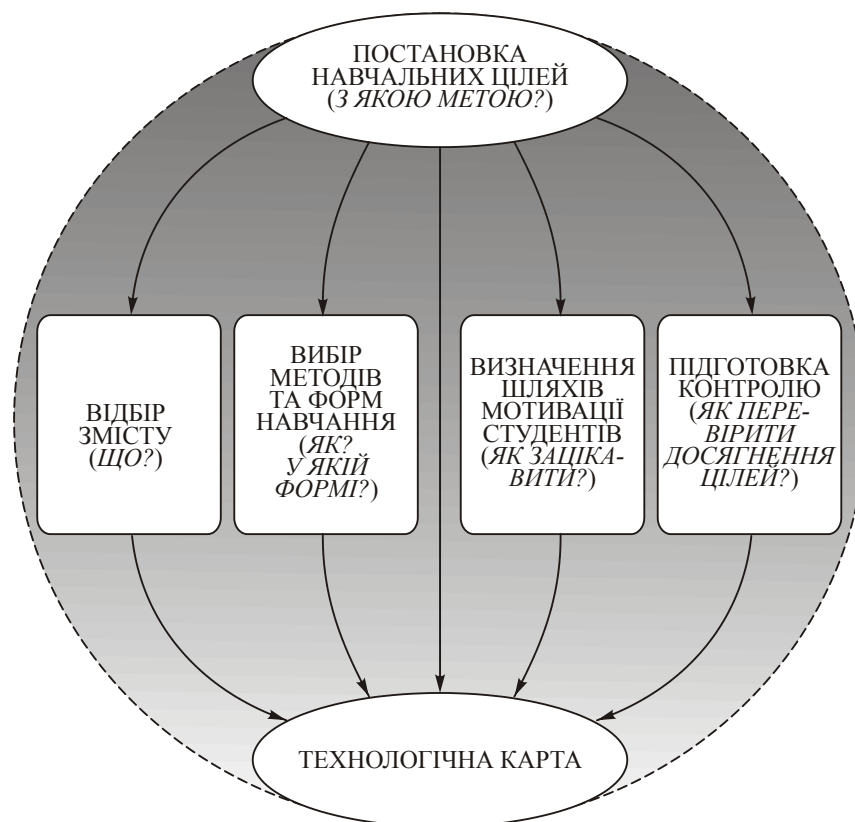 ПОСТАНОВКА
НАВЧАЛЬНИХ ЦІЛЕЙ
(З ЯКОЮ МЕТОЮ?)
ВІДБІР
ЗМІСТУ
(ЩО?)
ВИБІР
МЕТОДІВ
ТА ФОРМ
НАВЧАННЯ
(ЯК?
У ЯКІЙ
ФОРМІ?)
ВИЗНАЧЕННЯ
ШЛЯХІВ
МОТИВАЦІЇ
СТУДЕНТІВ
(ЯК ЗАЦІКА-
ВИТИ?)
ПІДГОТОВКА
КОНТРОЛЮ
(ЯК ПЕРЕ-
ВІРИТИ
ДОСЯГНЕННЯ
ЦІЛЕЙ?)
ТЕХНОЛОГІЧНА КАРТА